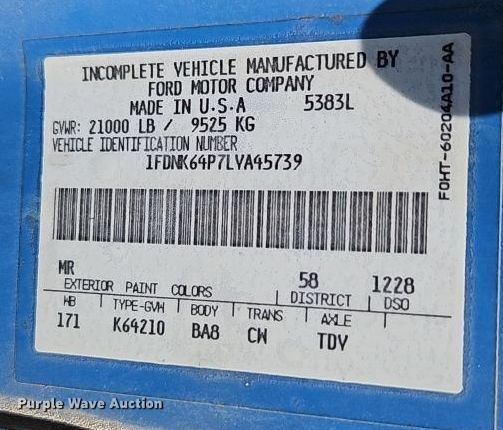 INCOMPLETE VEHICLE MANUFACTURED BY
FORD MOTOR COMPANY
MADE IN U.S.A 5383L
GVWR: 21000 LB / 9525 KG
VEHICLE IDENTIFICATION NUMBER
1FDNK64P7LVA45739
F0HT-60204A10-AA
MR 58 1228
EXTERIOR PAINT COLORS DISTRICT DSO
WB TYPE-GVW BODY TRANS AXLE
171 K64210 BA8 CW TDV
Purple Wave Auction